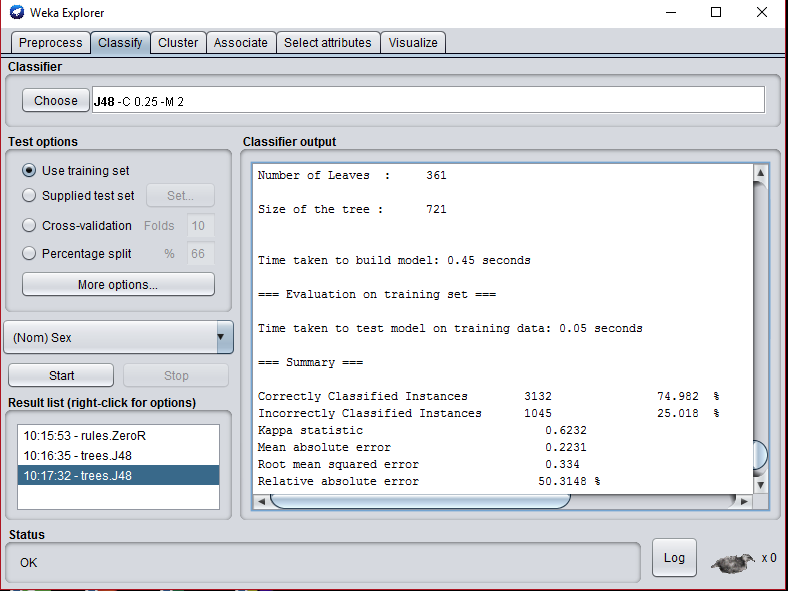 Weka Explorer
Preprocess Classify Cluster Associate Select attributes Visualize
Classifier
Choose J48 -C 0.25 -M 2
Test options
Use training set
Supplied test set Set...
Cross-validation Folds 10
Percentage split % 66
More options...
(Nom) Sex
Start Stop
Result list (right-click for options)
10:15:53 - rules.ZeroR
10:16:35 - trees.J48
10:17:32 - trees.J48
Classifier output
Number of Leaves : 361
Size of the tree : 721
Time taken to build model: 0.45 seconds
=== Evaluation on training set ===
Time taken to test model on training data: 0.05 seconds
=== Summary ===
Correctly Classified Instances 3132 74.982 %
Incorrectly Classified Instances 1045 25.018 %
Kappa statistic 0.6232
Mean absolute error 0.2231
Root mean squared error 0.334
Relative absolute error 50.3148 %
Status
OK
Log x 0